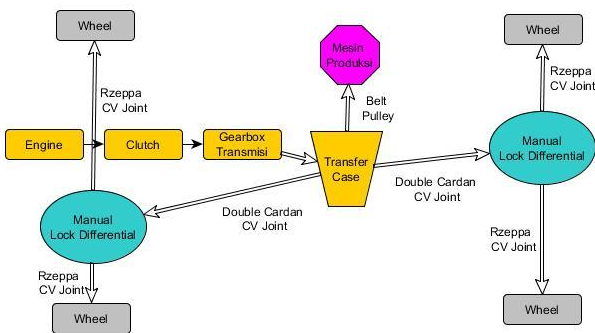 Wheel
Rzeppa
CV Joint
Mesin
Produksi
Belt
Pulley
Wheel
Rzeppa
CV Joint
Engine
Clutch
Gearbox
Transmisi
Transfer
Case
Manual
Lock Differential
Double Cardan
CV Joint
Manual
Lock Differential
Double Cardan
CV Joint
Rzeppa
CV Joint
Rzeppa
CV Joint
Wheel
Wheel